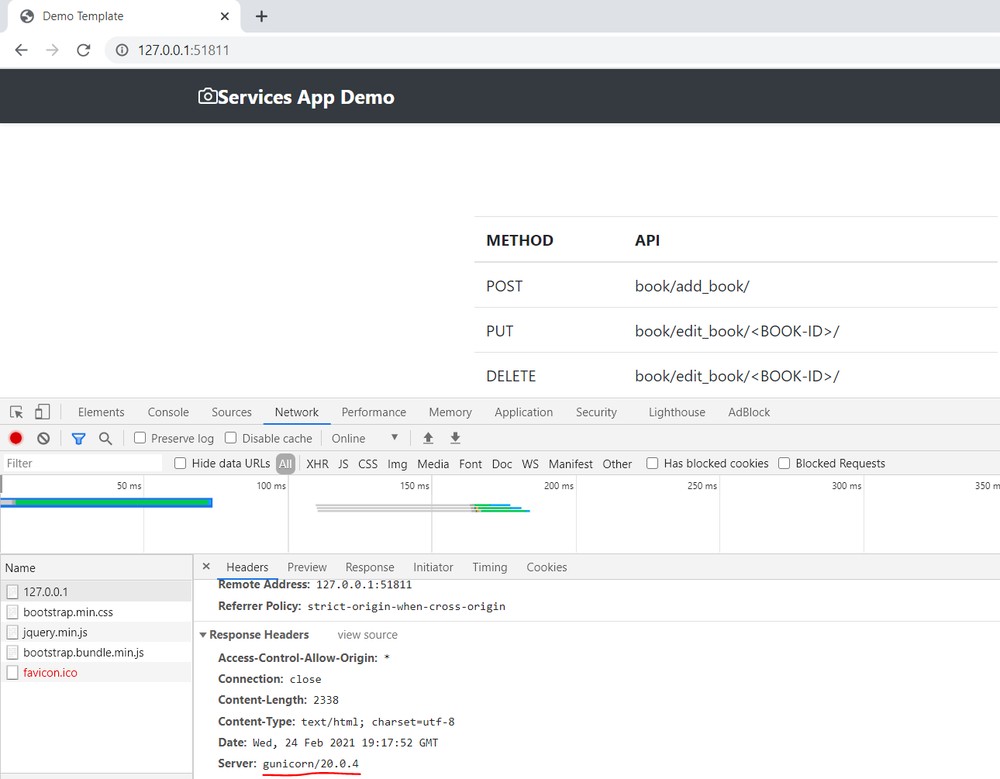 Demo Template
127.0.0.1:51811
Services App Demo
METHOD API
POST book/add_book/
PUT book/edit_book/<BOOK-ID>/
DELETE book/edit_book/<BOOK-ID>/
Elements Console Sources Network Performance Memory Application Security Lighthouse AdBlock
Preserve log Disable cache Online
Filter Hide data URLs All XHR JS CSS Img Media Font Doc WS Manifest Other Has blocked cookies Blocked Requests
50 ms 100 ms 150 ms 200 ms 250 ms 300 ms 350 m
Name Headers Preview Response Initiator Timing Cookies
Remote Address: 127.0.0.1:51811
127.0.0.1
Referrer Policy: strict-origin-when-cross-origin
bootstrap.min.css
jquery.min.js
Response Headers view source
bootstrap.bundle.min.js
Access-Control-Allow-Origin: *
favicon.ico
Connection: close
Content-Length: 2338
Content-Type: text/html; charset=utf-8
Date: Wed, 24 Feb 2021 19:17:52 GMT
Server: gunicorn/20.0.4